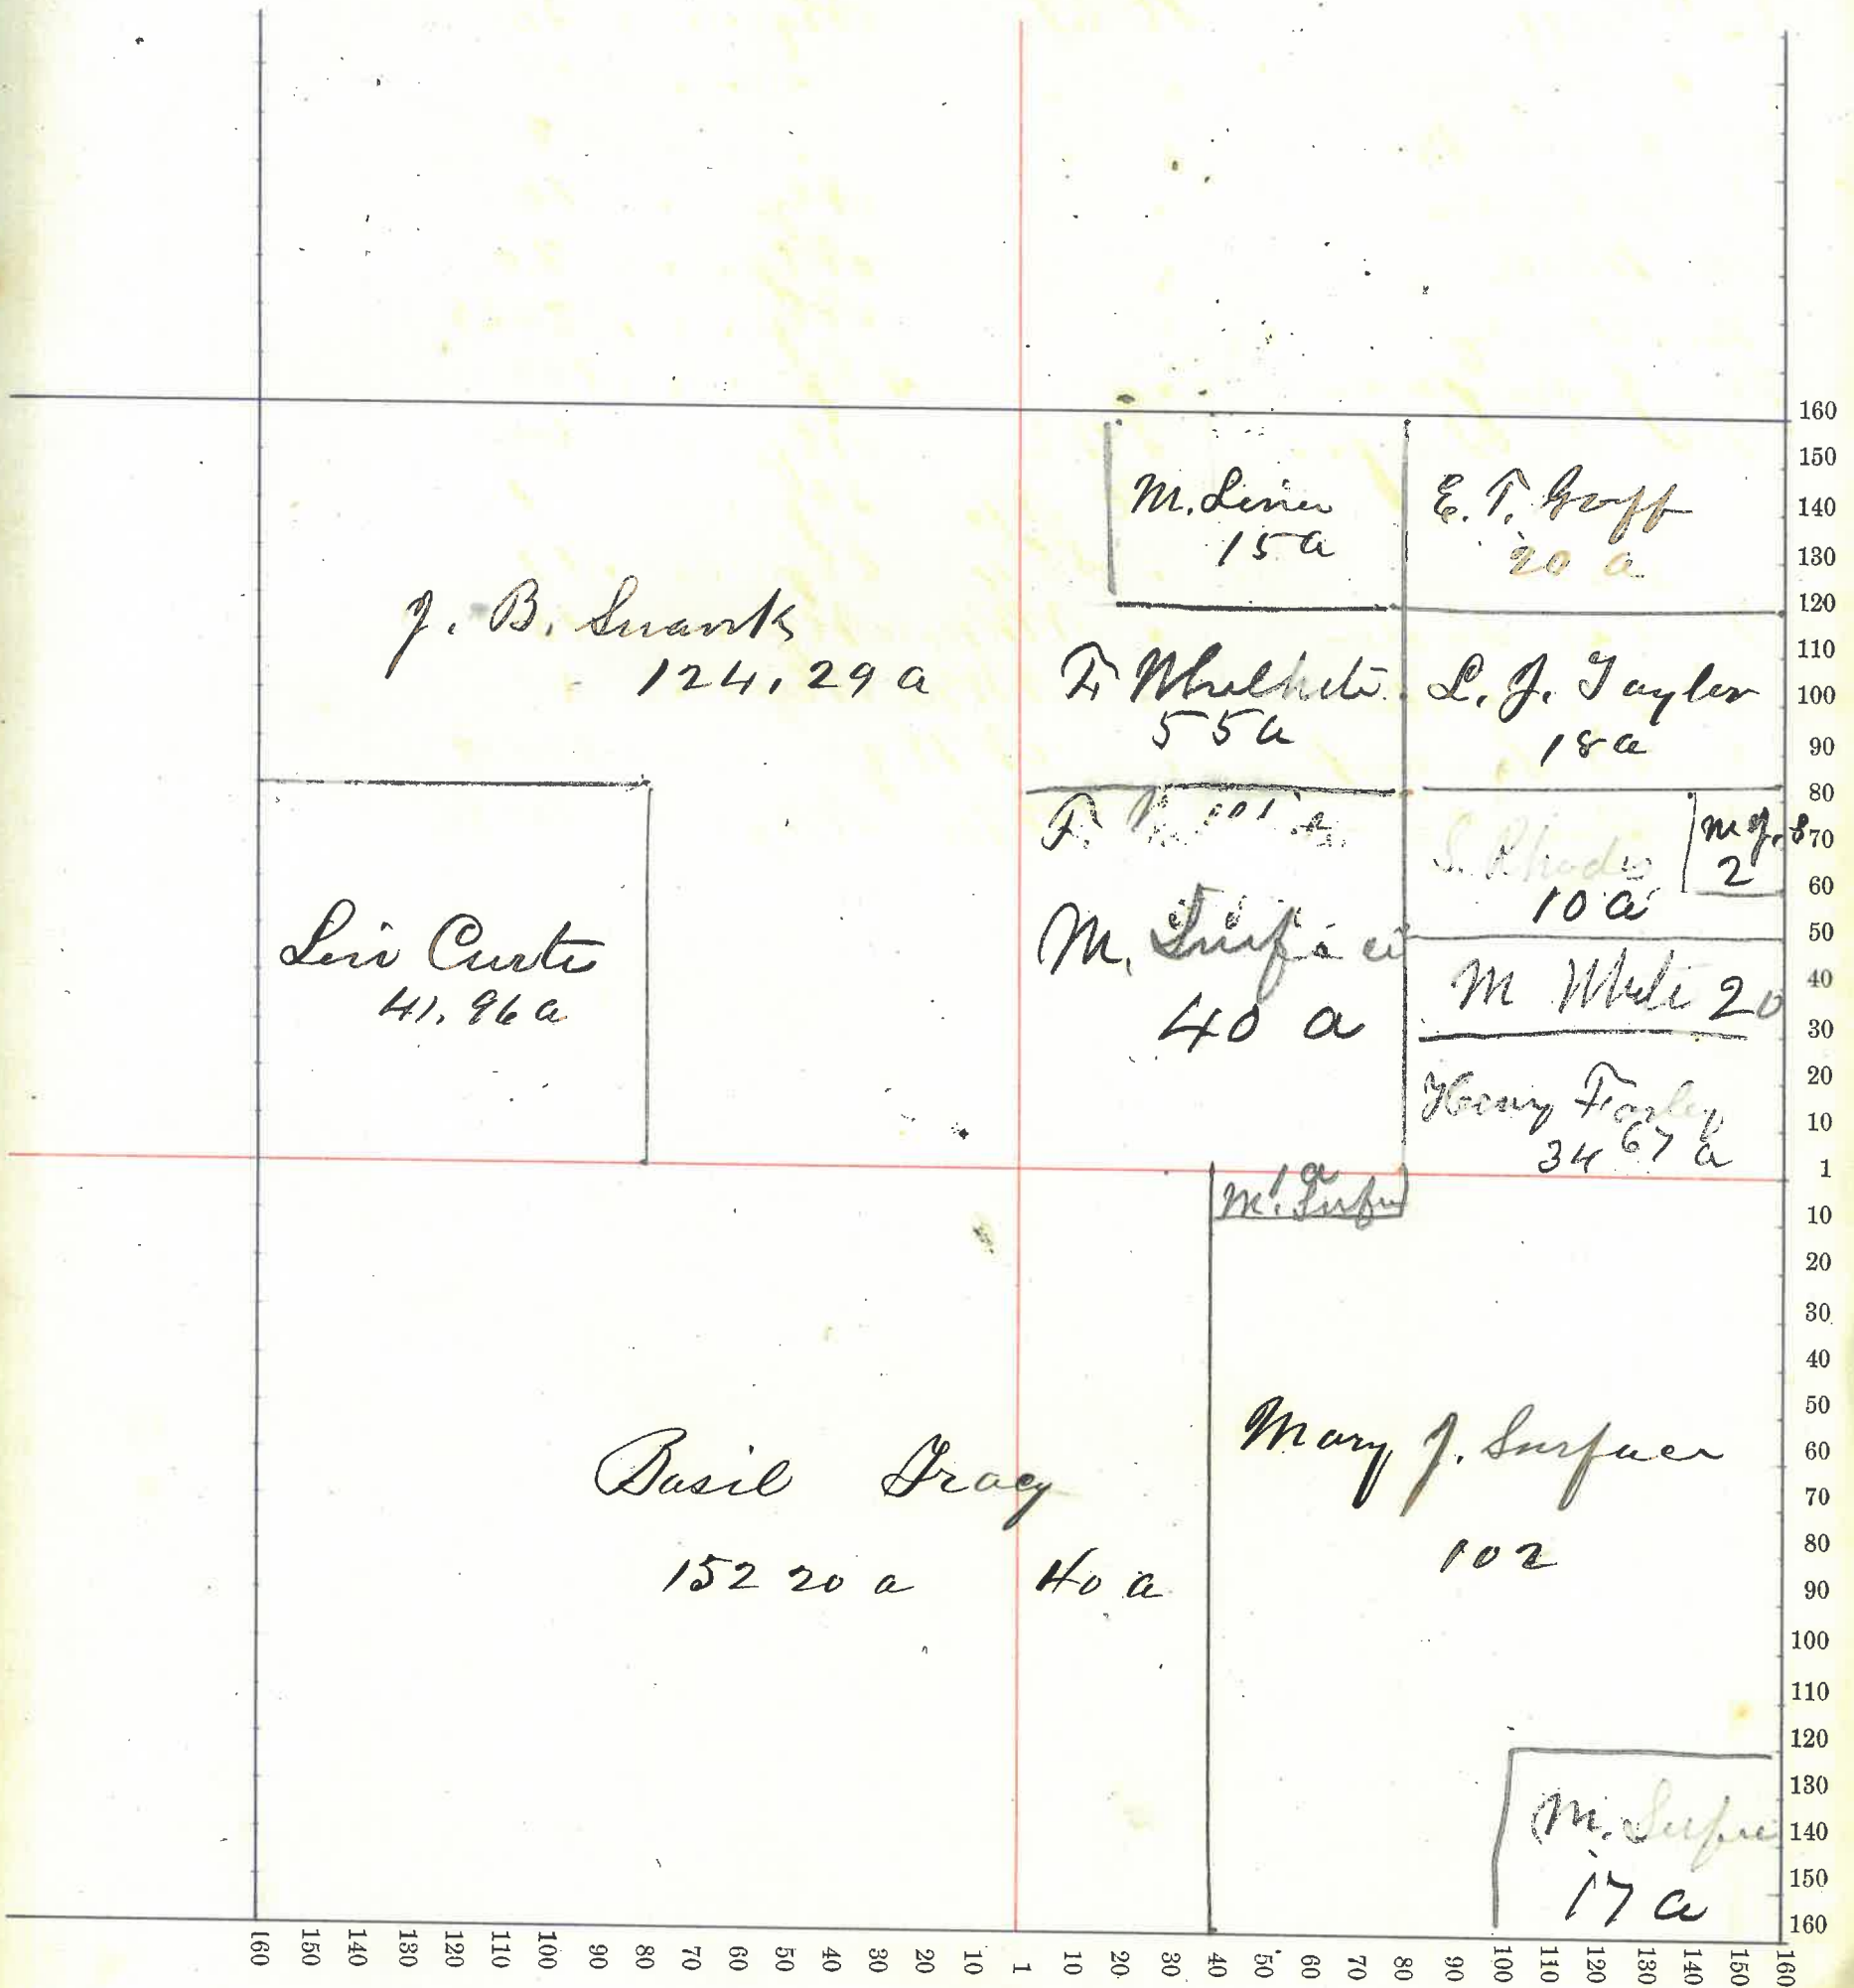 J. B. Swank
124.29 a
M. Liner
15 a
E. T. Goff
20 a
F.
55 a
L. J. Taylor
18 a
Levi Curtis
41.96 a
F.
M. Surface
40 a
S. Rhodes
10 a
M J. S
2
M White 20
Henry Farley
34 67 a
1 a
M. Surface
Basil Tracy
152 20 a
40 a
Mary J. Surface
102
M. Surface
17 a
160
150
140
130
120
110
100
90
80
70
60
50
40
30
20
10
1
10
20
30
40
50
60
70
80
90
100
110
120
130
140
150
160
160 150 140 130 120 110 100 90 80 70 60 50 40 30 20 10 1 10 20 30 40 50 60 70 80 90 100 110 120 130 140 150 160